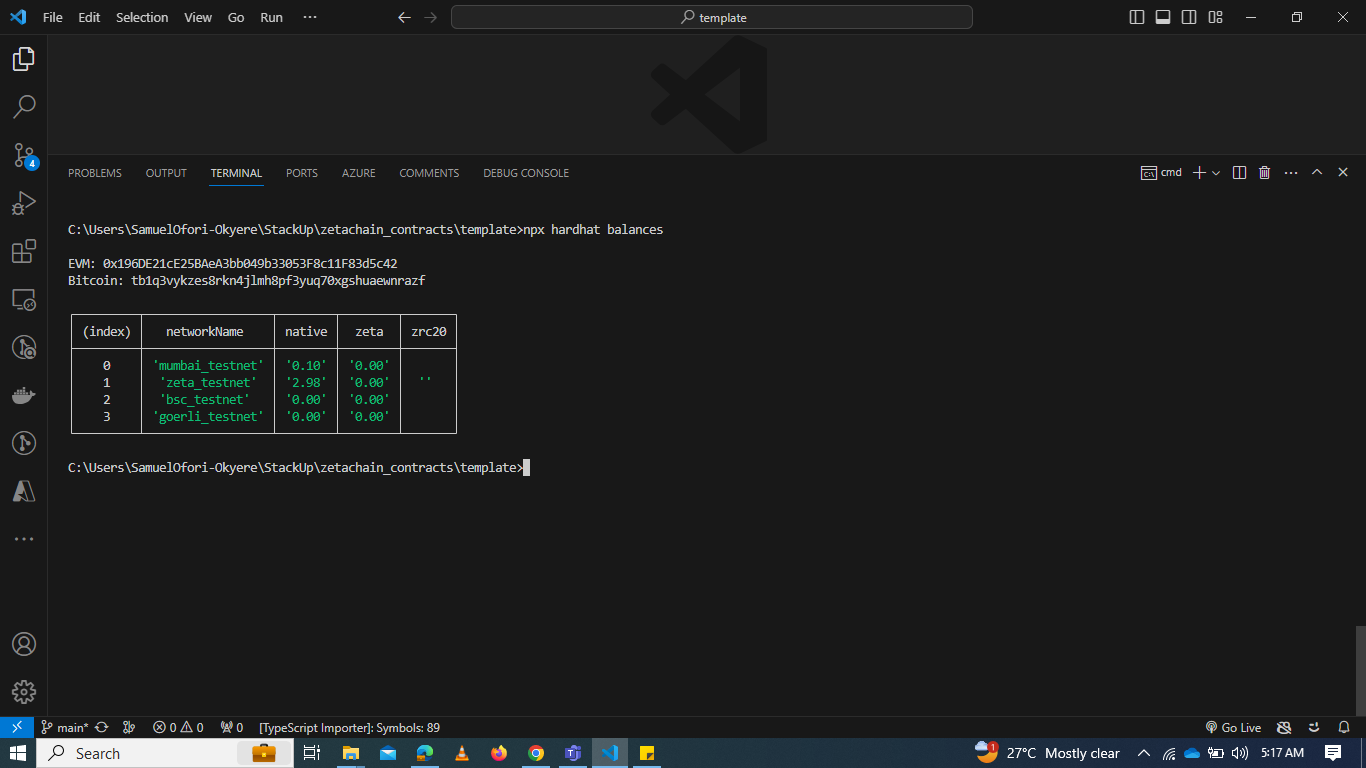 File Edit Selection View Go Run ···
template
4
PROBLEMS OUTPUT TERMINAL PORTS AZURE COMMENTS DEBUG CONSOLE
cmd
C:\Users\SamuelOfori-Okyere\StackUp\zetachain_contracts\template>npx hardhat balances
EVM: 0x196DE21cE25BAeA3bb049b33053F8c11F83d5c42
Bitcoin: tb1q3vykzes8rkn4jlmh8pf3yuq70xgshuaewnrazf
(index) networkName native zeta zrc20
0 'mumbai_testnet' '0.10' '0.00'
1 'zeta_testnet' '2.98' '0.00' ''
2 'bsc_testnet' '0.00' '0.00'
3 'goerli_testnet' '0.00' '0.00'
C:\Users\SamuelOfori-Okyere\StackUp\zetachain_contracts\template>
main* 0 0 0 [TypeScript Importer]: Symbols: 89 Go Live
Search 1 27°C Mostly clear 5:17 AM